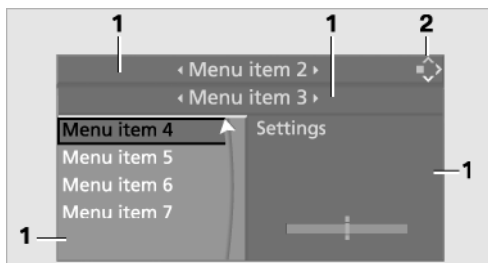 1 1 2
‹ Menu item 2 ›
‹ Menu item 3 ›
Menu item 4 Settings
Menu item 5
Menu item 6 1
Menu item 7
1